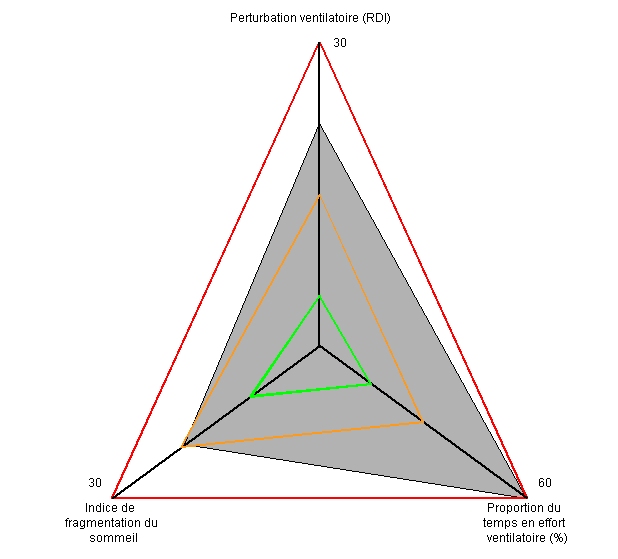 Perturbation ventilatoire (RDI)
30
30
60
Indice de
fragmentation du
sommeil
Proportion du
temps en effort
ventilatoire (%)